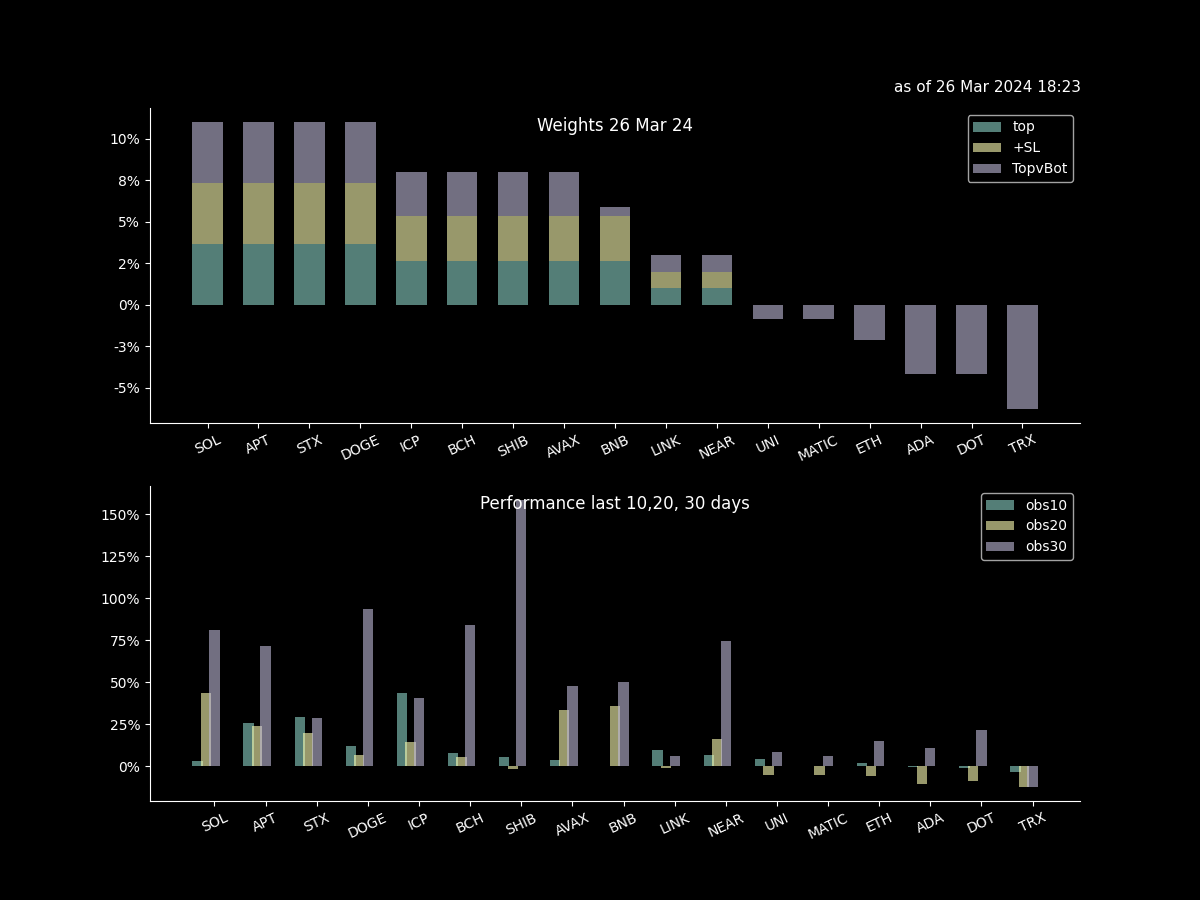 as of 26 Mar 2024 18:23
Weights 26 Mar 24
top
+SL
TopvBot
10%
8%
5%
2%
0%
-3%
-5%
SOL APT STX DOGE ICP BCH SHIB AVAX BNB LINK NEAR UNI MATIC ETH ADA DOT TRX
Performance last 10,20, 30 days
obs10
obs20
obs30
150%
125%
100%
75%
50%
25%
0%
SOL APT STX DOGE ICP BCH SHIB AVAX BNB LINK NEAR UNI MATIC ETH ADA DOT TRX